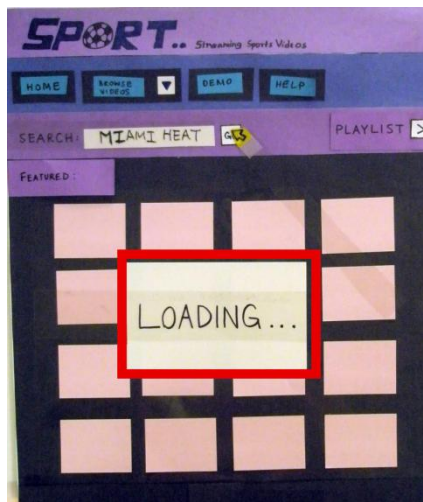 SPORT..
Streaming Sports Videos
HOME
BROWSE
VIDEOS
DEMO
HELP
SEARCH:
MIAMI HEAT
PLAYLIST
FEATURED:
LOADING...